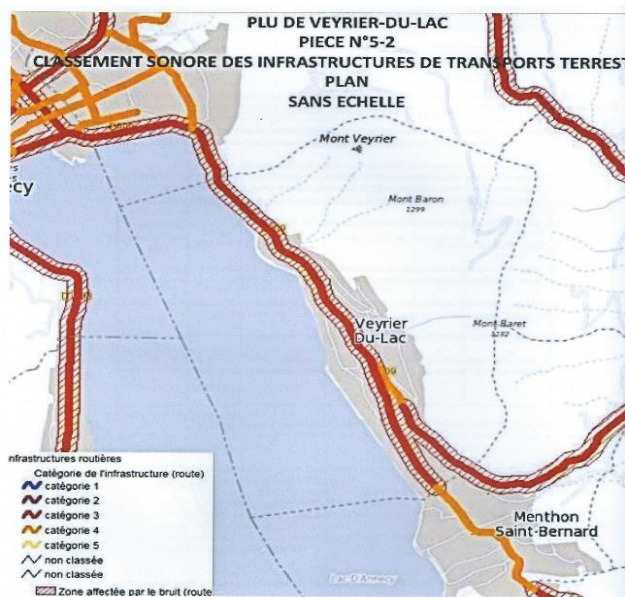 PLU DE VEYRIER-DU-LAC
PIECE N°5-2
CLASSEMENT SONORE DES INFRASTRUCTURES DE TRANSPORTS TERREST
PLAN
SANS ECHELLE
Mont Veyrier
Mont Baron
1299
ecy
Veyrier
Du-Lac
Mont Baret
Menthon
Saint-Bernard
Lac D'Annecy
nfrastructures routières
Catégorie de l'infrastructure (route)
catégorie 1
catégorie 2
catégorie 3
catégorie 4
catégorie 5
non classée
non classée
Zone affectée par le bruit (route